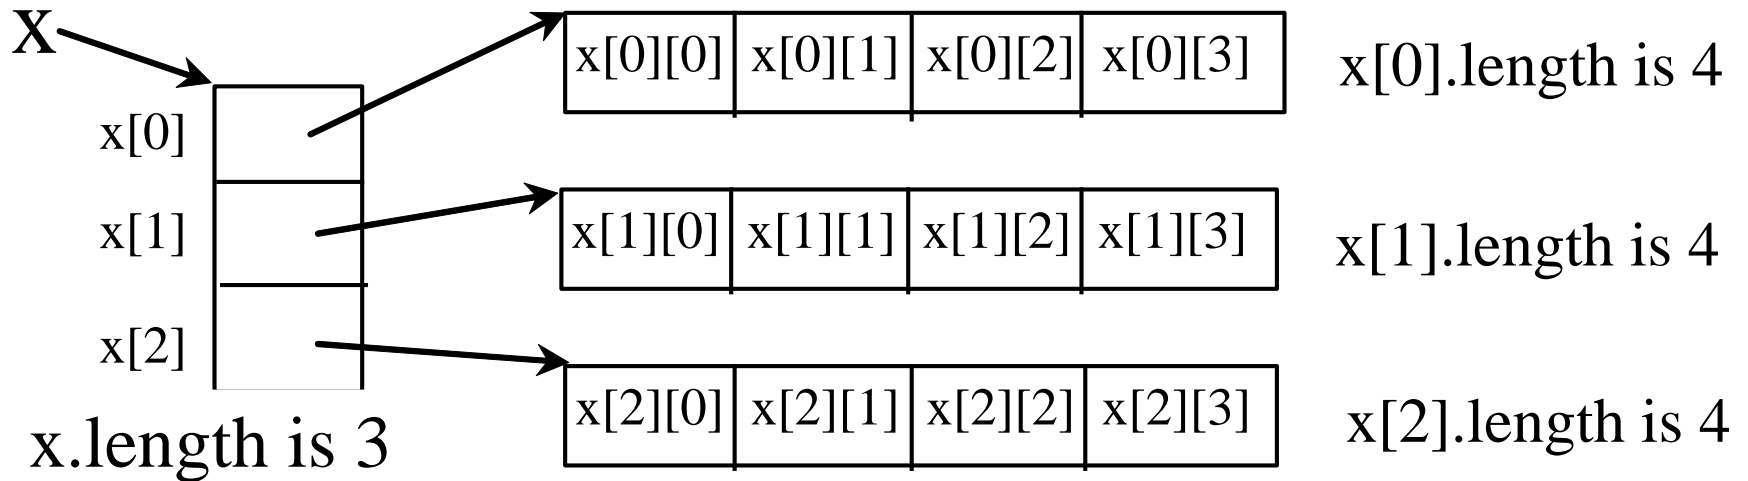 x
x[0]
x[1]
x[2]
x.length is 3
x[0][0] x[0][1] x[0][2] x[0][3] x[0].length is 4
x[1][0] x[1][1] x[1][2] x[1][3] x[1].length is 4
x[2][0] x[2][1] x[2][2] x[2][3] x[2].length is 4